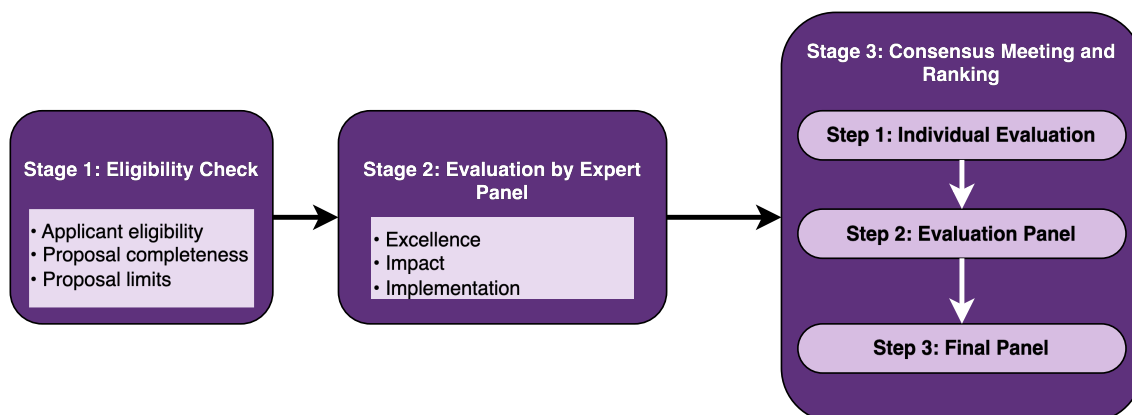 Stage 1: Eligibility Check
• Applicant eligibility
• Proposal completeness
• Proposal limits
Stage 2: Evaluation by Expert
Panel
• Excellence
• Impact
• Implementation
Stage 3: Consensus Meeting and
Ranking
Step 1: Individual Evaluation
Step 2: Evaluation Panel
Step 3: Final Panel